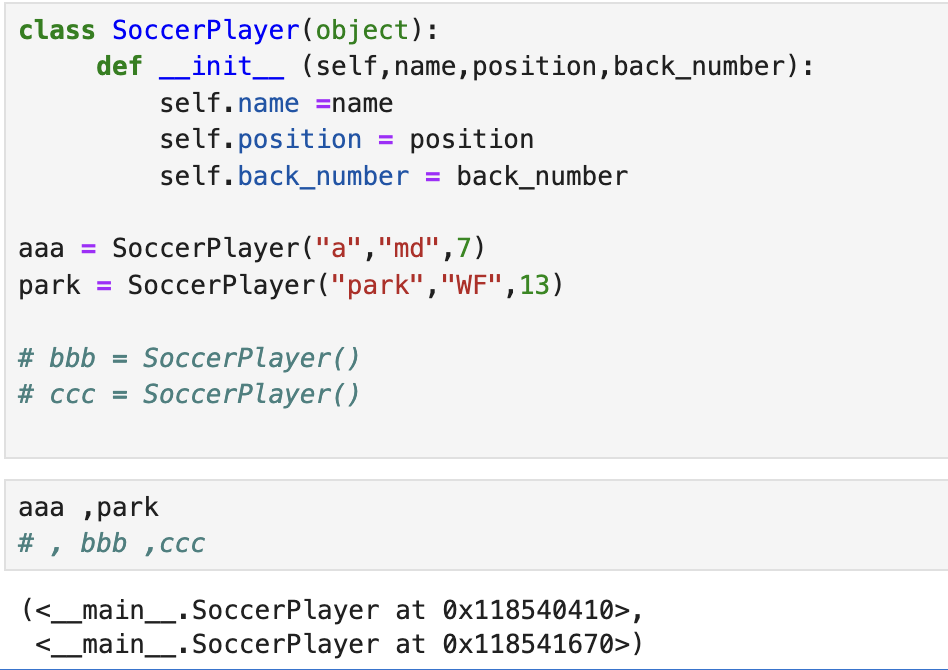 class SoccerPlayer(object):
     def __init__ (self,name,position,back_number):
         self.name =name
         self.position = position
         self.back_number = back_number
aaa = SoccerPlayer("a","md",7)
park = SoccerPlayer("park","WF",13)
# bbb = SoccerPlayer()
# ccc = SoccerPlayer()
aaa ,park
# , bbb ,ccc
(<__main__.SoccerPlayer at 0x118540410>,
 <__main__.SoccerPlayer at 0x118541670>)